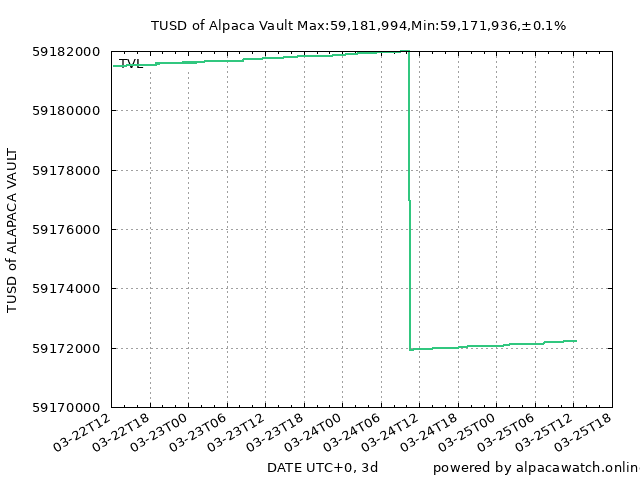 TUSD of Alpaca Vault Max:59,181,994,Min:59,171,936,±0.1%
59182000
TVL
59180000
59178000
59176000
59174000
59172000
59170000
TUSD of ALAPACA VAULT
03-22T12
03-22T18
03-23T00
03-23T06
03-23T12
03-23T18
03-24T00
03-24T06
03-24T12
03-24T18
03-25T00
03-25T06
03-25T12
03-25T18
DATE UTC+0, 3d
powered by alpacawatch.onlin